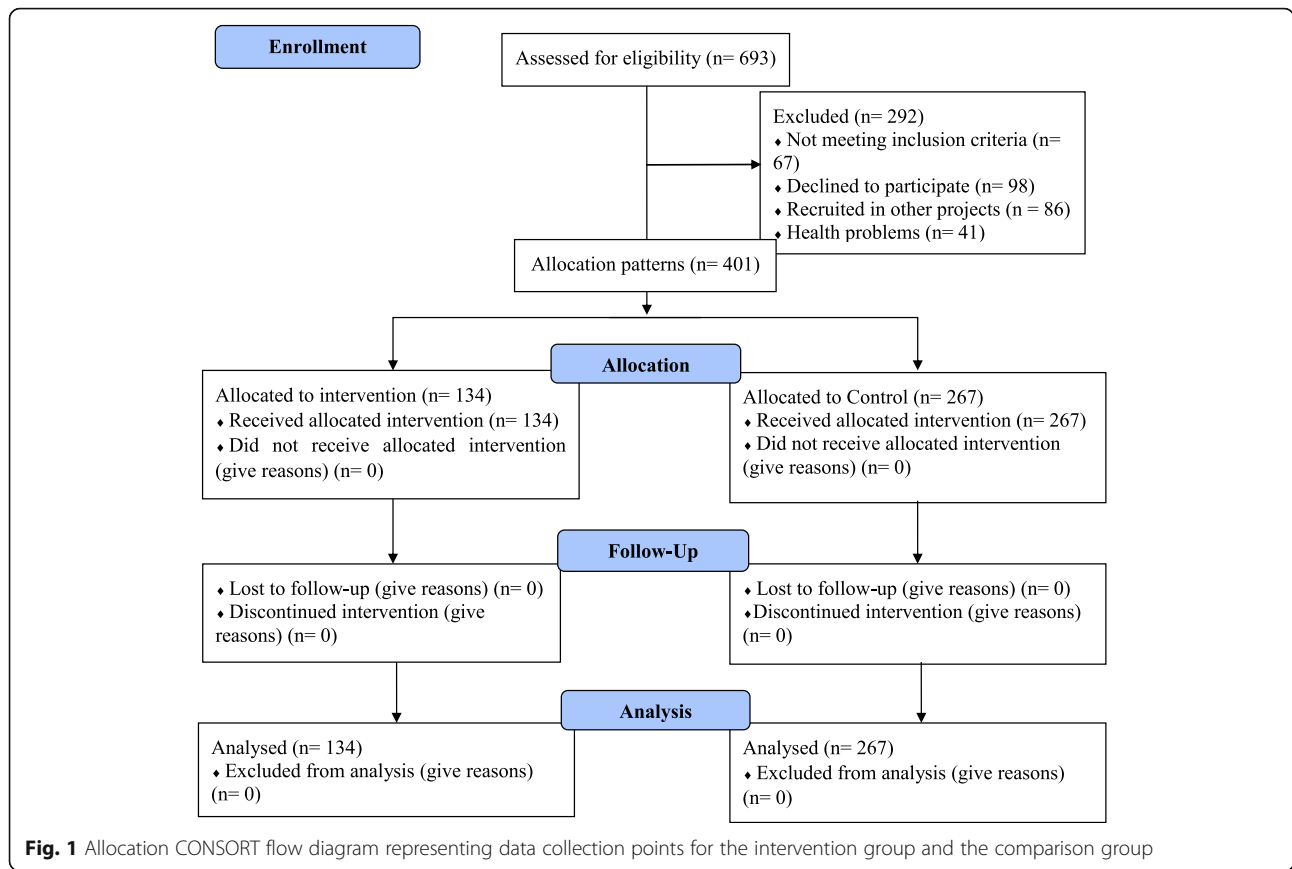 Enrollment
Assessed for eligibility (n= 693)
Excluded (n= 292)
♦ Not meeting inclusion criteria (n=
67)
♦ Declined to participate (n= 98)
♦ Recruited in other projects (n = 86)
♦ Health problems (n= 41)
Allocation patterns (n= 401)
Allocation
Allocated to intervention (n= 134)
♦ Received allocated intervention (n= 134)
♦ Did not receive allocated intervention
(give reasons) (n= 0)
Allocated to Control (n= 267)
♦ Received allocated intervention (n= 267)
♦ Did not receive allocated intervention
(give reasons) (n= 0)
Follow-Up
♦ Lost to follow-up (give reasons) (n= 0)
♦ Discontinued intervention (give
reasons) (n= 0)
♦ Lost to follow-up (give reasons) (n= 0)
♦Discontinued intervention (give reasons)
(n= 0)
Analysis
Analysed (n= 134)
♦ Excluded from analysis (give reasons)
(n= 0)
Analysed (n= 267)
♦ Excluded from analysis (give reasons)
(n= 0)
Fig. 1 Allocation CONSORT flow diagram representing data collection points for the intervention group and the comparison group